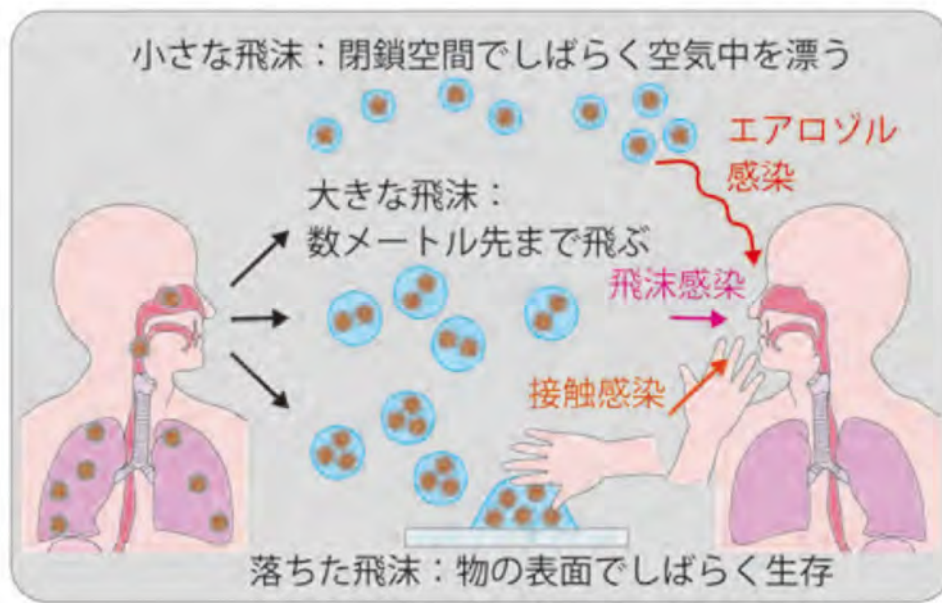 小さな飛沫：閉鎖空間でしばらく空気中を漂う
エアロゾル
感染
大きな飛沫：
数メートル先まで飛ぶ
飛沫感染
接触感染
落ちた飛沫：物の表面でしばらく生存